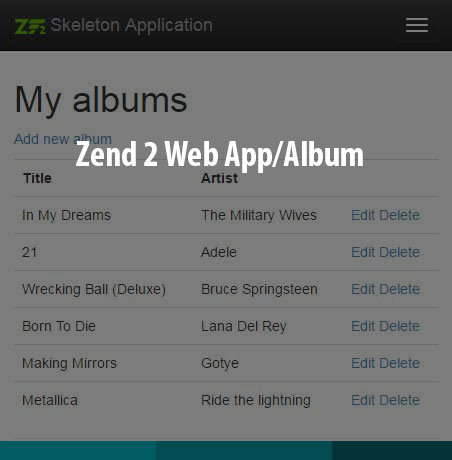 ZF2 Skeleton Application
My albums
Add new album
Zend 2 Web App/Album
Title Artist
In My Dreams The Military Wives Edit Delete
21 Adele Edit Delete
Wrecking Ball (Deluxe) Bruce Springsteen Edit Delete
Born To Die Lana Del Rey Edit Delete
Making Mirrors Gotye Edit Delete
Metallica Ride the lightning Edit Delete